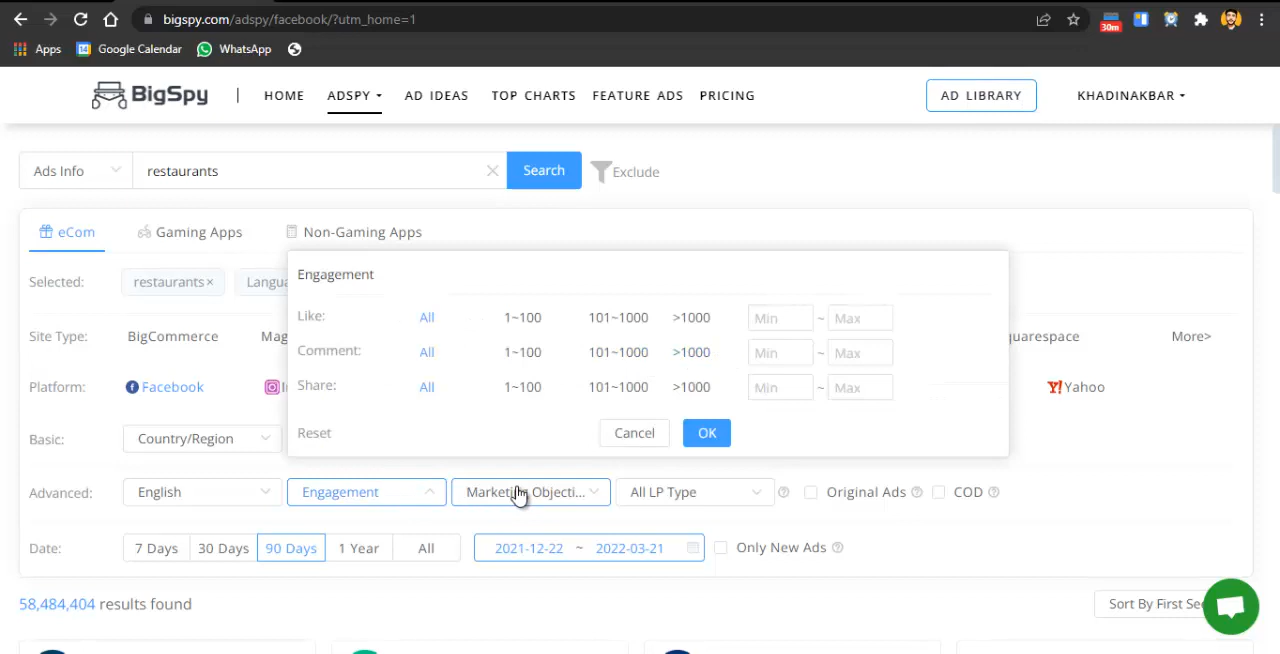 bigspy.com/adspy/facebook/?utm_home=1
30m
Apps Google Calendar WhatsApp
BigSpy | HOME ADSPY AD IDEAS TOP CHARTS FEATURE ADS PRICING AD LIBRARY KHADINAKBAR
Ads Info restaurants Search Exclude
eCom Gaming Apps Non-Gaming Apps
Selected: restaurants× Langua
Engagement
Like: All 1~100 101~1000 >1000 Min ~ Max
Site Type: BigCommerce Mag quarespace More>
Comment: All 1~100 101~1000 >1000 Min ~ Max
Platform: Facebook Yahoo
Share: All 1~100 101~1000 >1000 Min ~ Max
Basic: Country/Region
Reset Cancel OK
Advanced: English Engagement Marketing Objecti... All LP Type Original Ads COD
Date: 7 Days 30 Days 90 Days 1 Year All 2021-12-22 ~ 2022-03-21 Only New Ads
58,484,404 results found Sort By First See